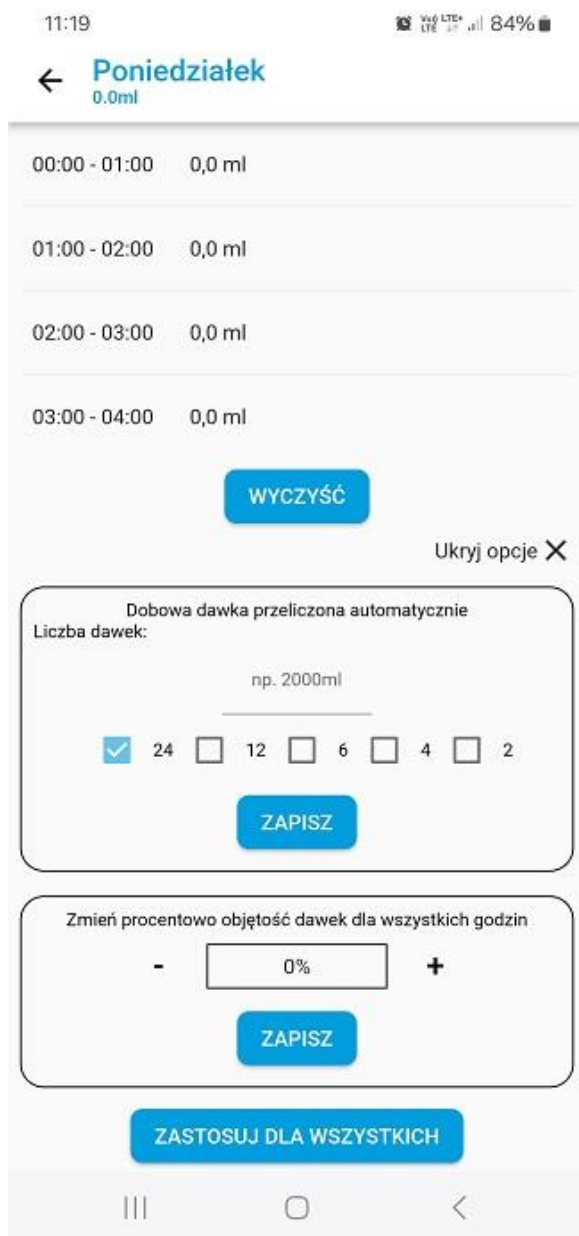 11:19 84%
Poniedziałek
0.0ml
00:00 - 01:00 0,0 ml
01:00 - 02:00 0,0 ml
02:00 - 03:00 0,0 ml
03:00 - 04:00 0,0 ml
WYCZYŚĆ
Ukryj opcje
Dobowa dawka przeliczona automatycznie
Liczba dawek:
np. 2000ml
24 12 6 4 2
ZAPISZ
Zmień procentowo objętość dawek dla wszystkich godzin
- 0% +
ZAPISZ
ZASTOSUJ DLA WSZYSTKICH